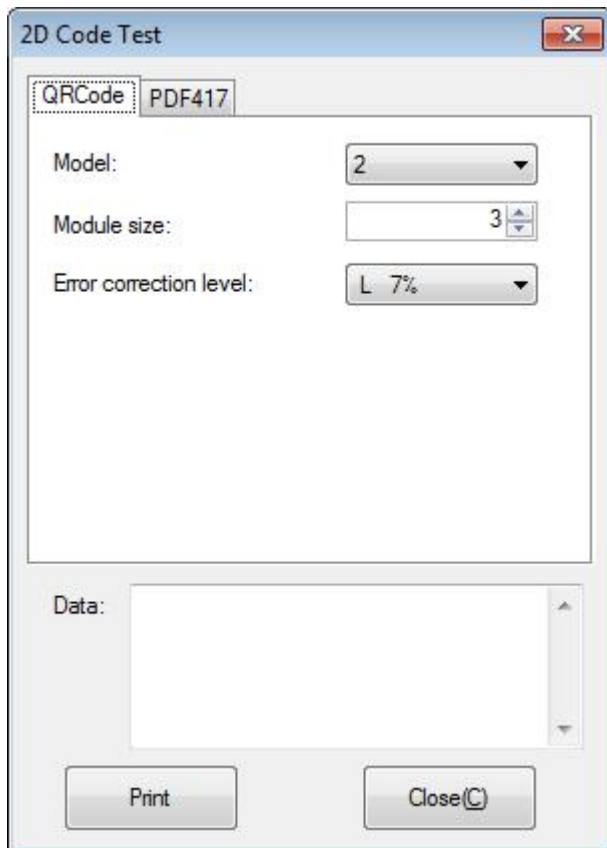 2D Code Test
QRCode PDF417
Model: 2
Module size: 3
Error correction level: L 7%
Data:
Print Close(C)